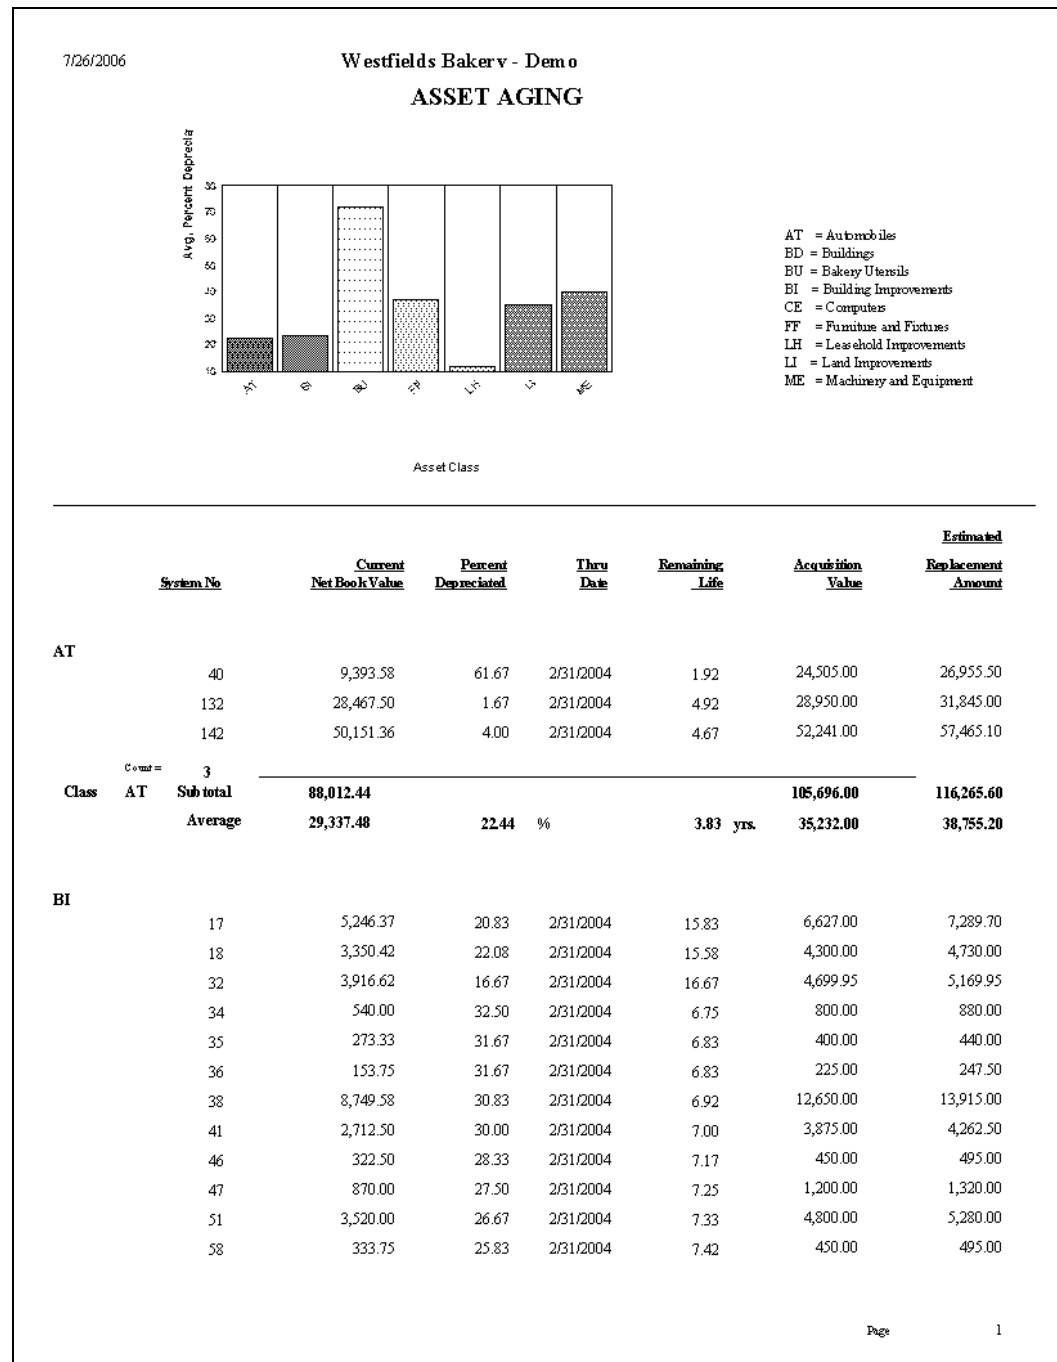 7/26/2006
Westfields Bakery - Demo
ASSET AGING
Avg, Percent Deprecia
80
70
60
50
40
30
20
10
AT BI BU FF LH LI ME
Asset Class
AT = Automobiles
BD = Buildings
BU = Bakery Utensils
BI = Building Improvements
CE = Computers
FF = Furniture and Fixtures
LH = Leasehold Improvements
LI = Land Improvements
ME = Machinery and Equipment
Estimated
Current Percent Thru Remaining Acquisition Replacement
System No Net Book Value Depreciated Date Life Value Amount
AT
40 9,393.58 61.67 2/31/2004 1.92 24,505.00 26,955.50
132 28,467.50 1.67 2/31/2004 4.92 28,950.00 31,845.00
142 50,151.36 4.00 2/31/2004 4.67 52,241.00 57,465.10
Count = 3
Class AT Subtotal 88,012.44 105,696.00 116,265.60
Average 29,337.48 22.44 % 3.83 yrs. 35,232.00 38,755.20
BI
17 5,246.37 20.83 2/31/2004 15.83 6,627.00 7,289.70
18 3,350.42 22.08 2/31/2004 15.58 4,300.00 4,730.00
32 3,916.62 16.67 2/31/2004 16.67 4,699.95 5,169.95
34 540.00 32.50 2/31/2004 6.75 800.00 880.00
35 273.33 31.67 2/31/2004 6.83 400.00 440.00
36 153.75 31.67 2/31/2004 6.83 225.00 247.50
38 8,749.58 30.83 2/31/2004 6.92 12,650.00 13,915.00
41 2,712.50 30.00 2/31/2004 7.00 3,875.00 4,262.50
46 322.50 28.33 2/31/2004 7.17 450.00 495.00
47 870.00 27.50 2/31/2004 7.25 1,200.00 1,320.00
51 3,520.00 26.67 2/31/2004 7.33 4,800.00 5,280.00
58 333.75 25.83 2/31/2004 7.42 450.00 495.00
Page 1